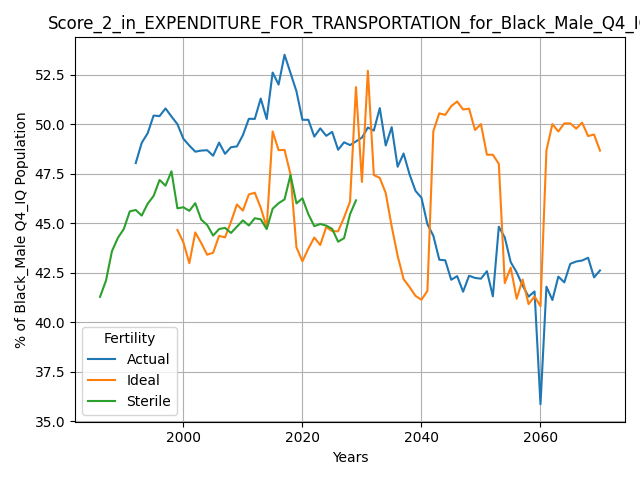 Score_2_in_EXPENDITURE_FOR_TRANSPORTATION_for_Black_Male_Q4_IQ
% of Black_Male Q4_IQ Population
52.5
50.0
47.5
45.0
42.5
40.0
37.5
35.0
Fertility
Actual
Ideal
Sterile
2000 2020 2040 2060
Years